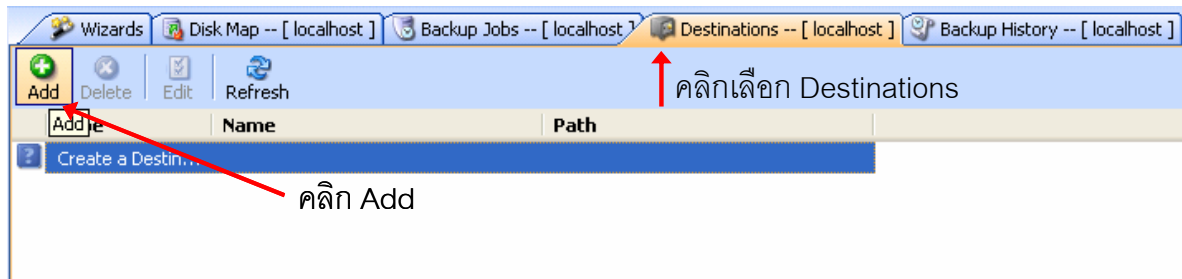 Wizards Disk Map -- [ localhost ] Backup Jobs -- [ localhost Destinations -- [ localhost ] Backup History -- [ localhost ]
Add Delete Edit Refresh
คลิกเลือก Destinations
Add Name Path
Create a Destin...
คลิก Add